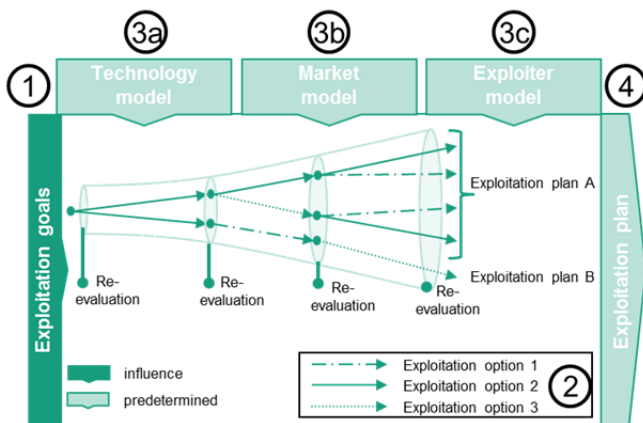 3a
3b
3c
1
Technology
model
Market
model
Exploiter
model
4
Exploitation goals
Exploitation plan A
Exploitation plan B
Re-
evaluation
Re-
evaluation
Re-
evaluation
Re-
evaluation
Exploitation plan
influence
predetermined
Exploitation option 1
Exploitation option 2
Exploitation option 3
2